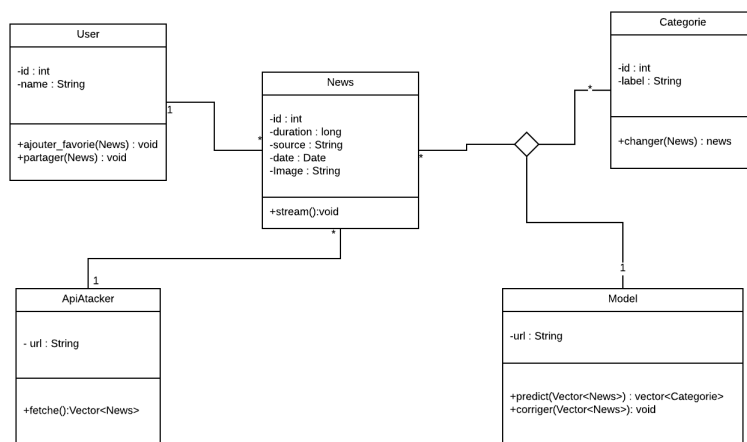 User
-id : int
-name : String
+ajouter_favorie(News) : void
+partager(News) : void
1
*
News
-id : int
-duration : long
-source : String
-date : Date
-Image : String
+stream():void
*
*
Categorie
-id : int
-label : String
+changer(News) : news
*
1
ApiAtacker
- url : String
+fetche():Vector<News>
1
Model
-url : String
+predict(Vector<News>) : vector<Categorie>
+corriger(Vector<News>): void